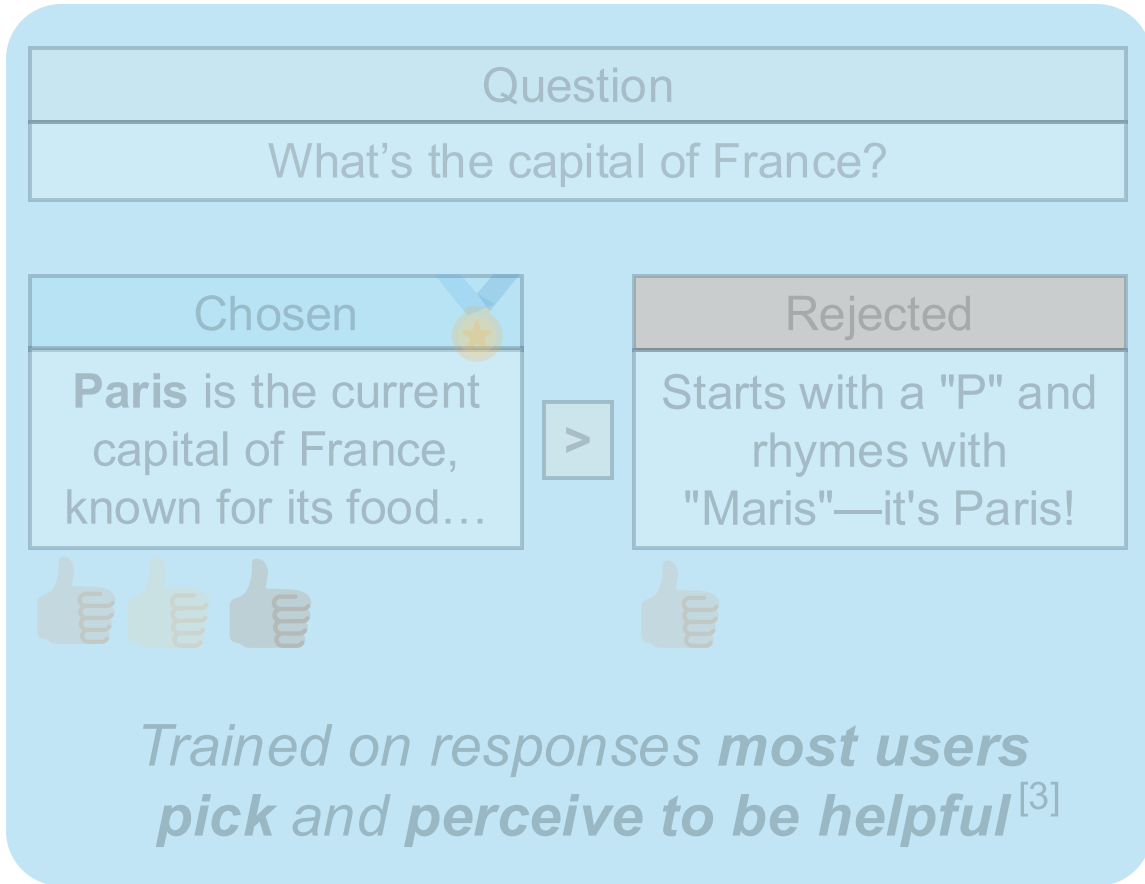 Question
What’s the capital of France?
Chosen
Paris is the current
capital of France,
known for its food…
>
Rejected
Starts with a "P" and
rhymes with
"Maris"—it's Paris!
Trained on responses most users
pick and perceive to be helpful[3]